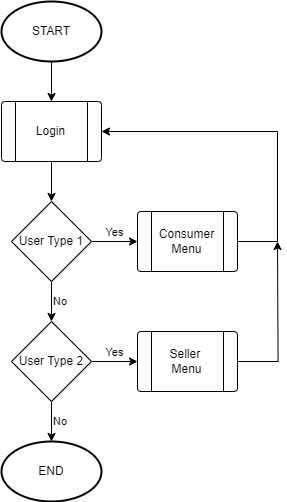 START
Login
User Type 1
Yes
Consumer
Menu
No
User Type 2
Yes
Seller
Menu
No
END